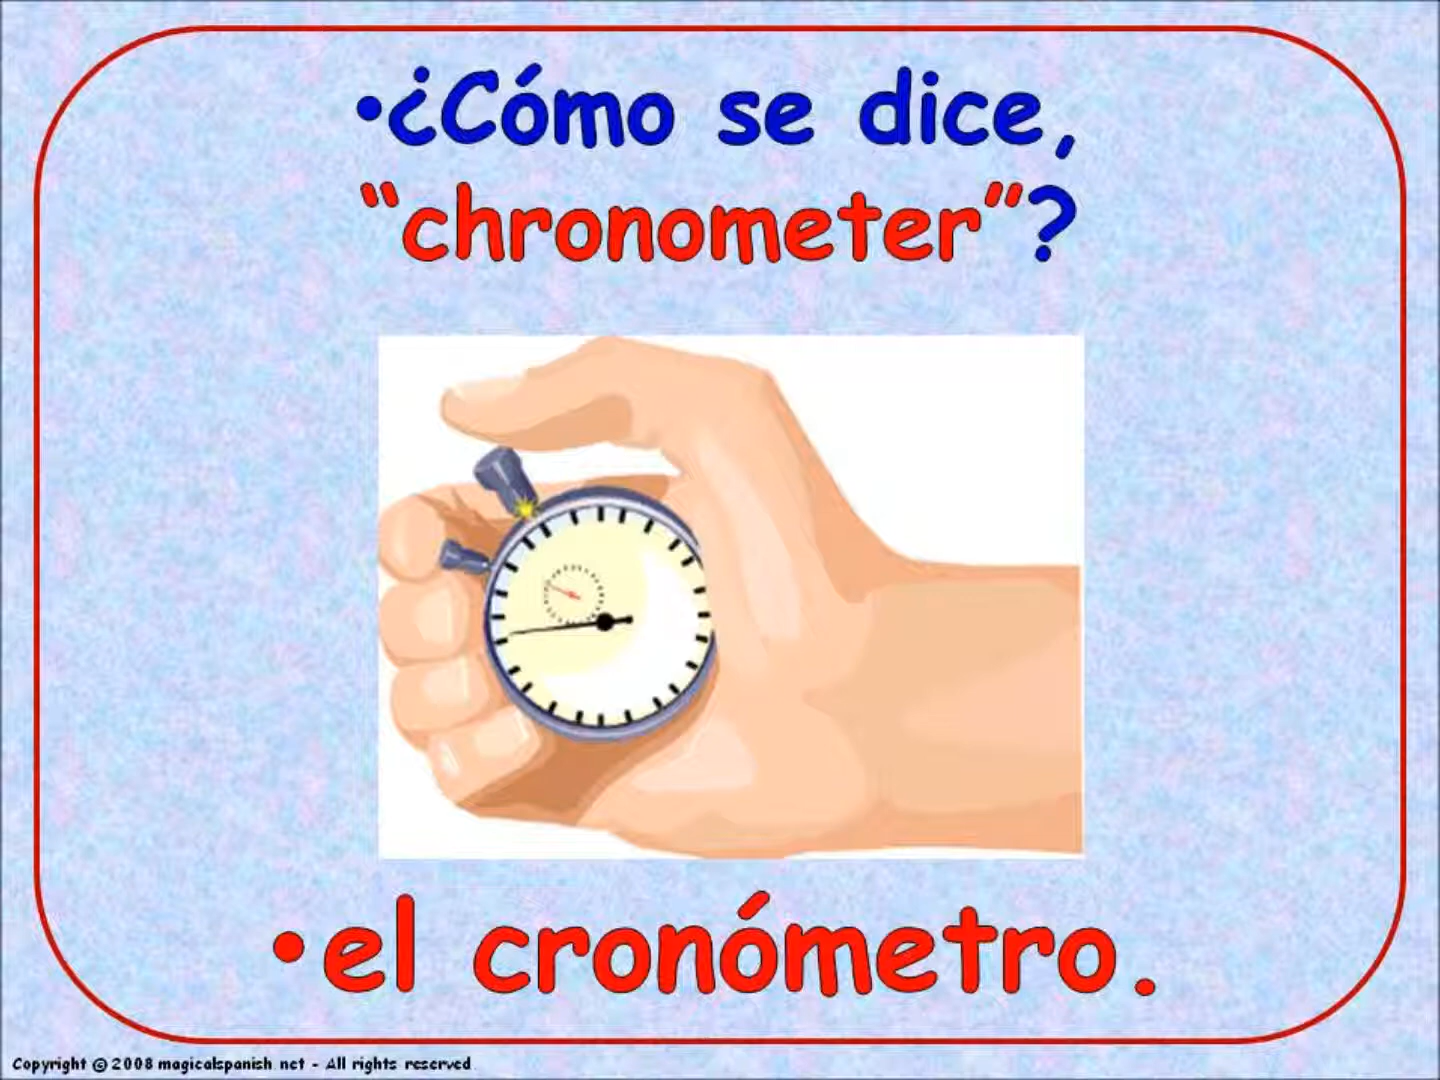 •¿Cómo se dice,
“chronometer”?
•el cronómetro.
Copyright © 2008 magicalspanish.net - All rights reserved